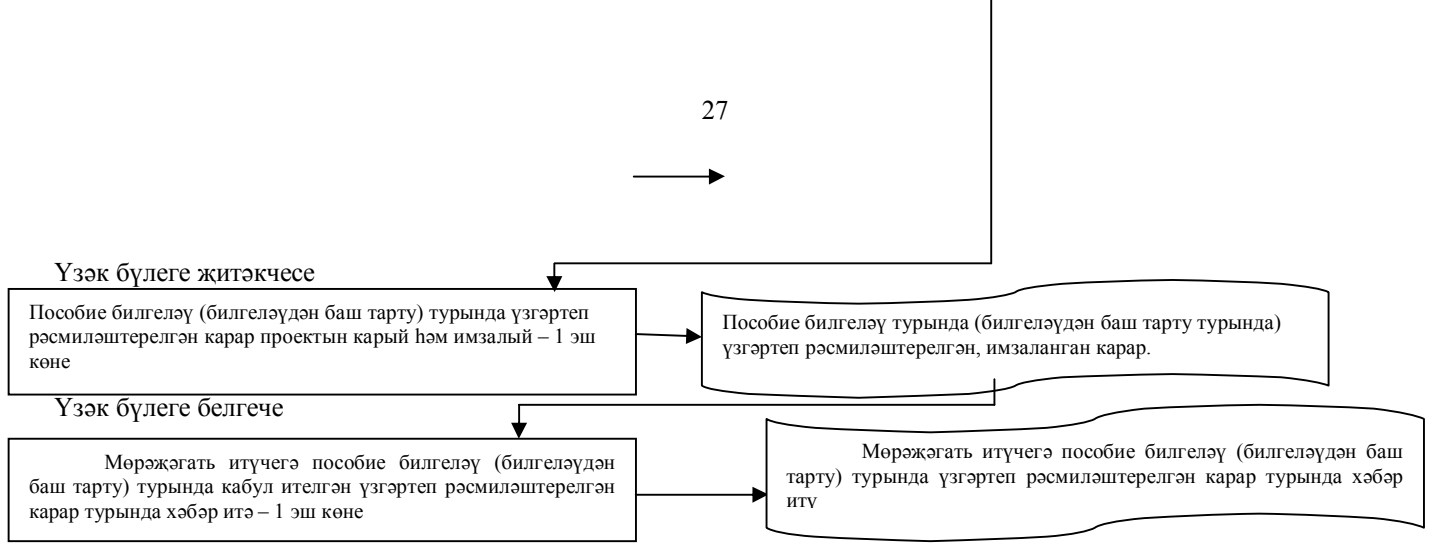 27
Үзәк бүлеге җитәкчесе
Пособие билгеләү (билгеләүдән баш тарту) турында үзгәртеп
рәсмиләштерелгән карар проектын карый һәм имзалый – 1 эш
көне
Пособие билгеләү турында (билгеләүдән баш тарту турында)
үзгәртеп рәсмиләштерелгән, имзаланган карар.
Үзәк бүлеге белгече
Мөрәҗәгать итүчегә пособие билгеләү (билгеләүдән
баш тарту) турында кабул ителгән үзгәртеп рәсмиләштерелгән
карар турында хәбәр итә – 1 эш көне
Мөрәҗәгать итүчегә пособие билгеләү (билгеләүдән баш
тарту) турында үзгәртеп рәсмиләштерелгән карар турында хәбәр
итү